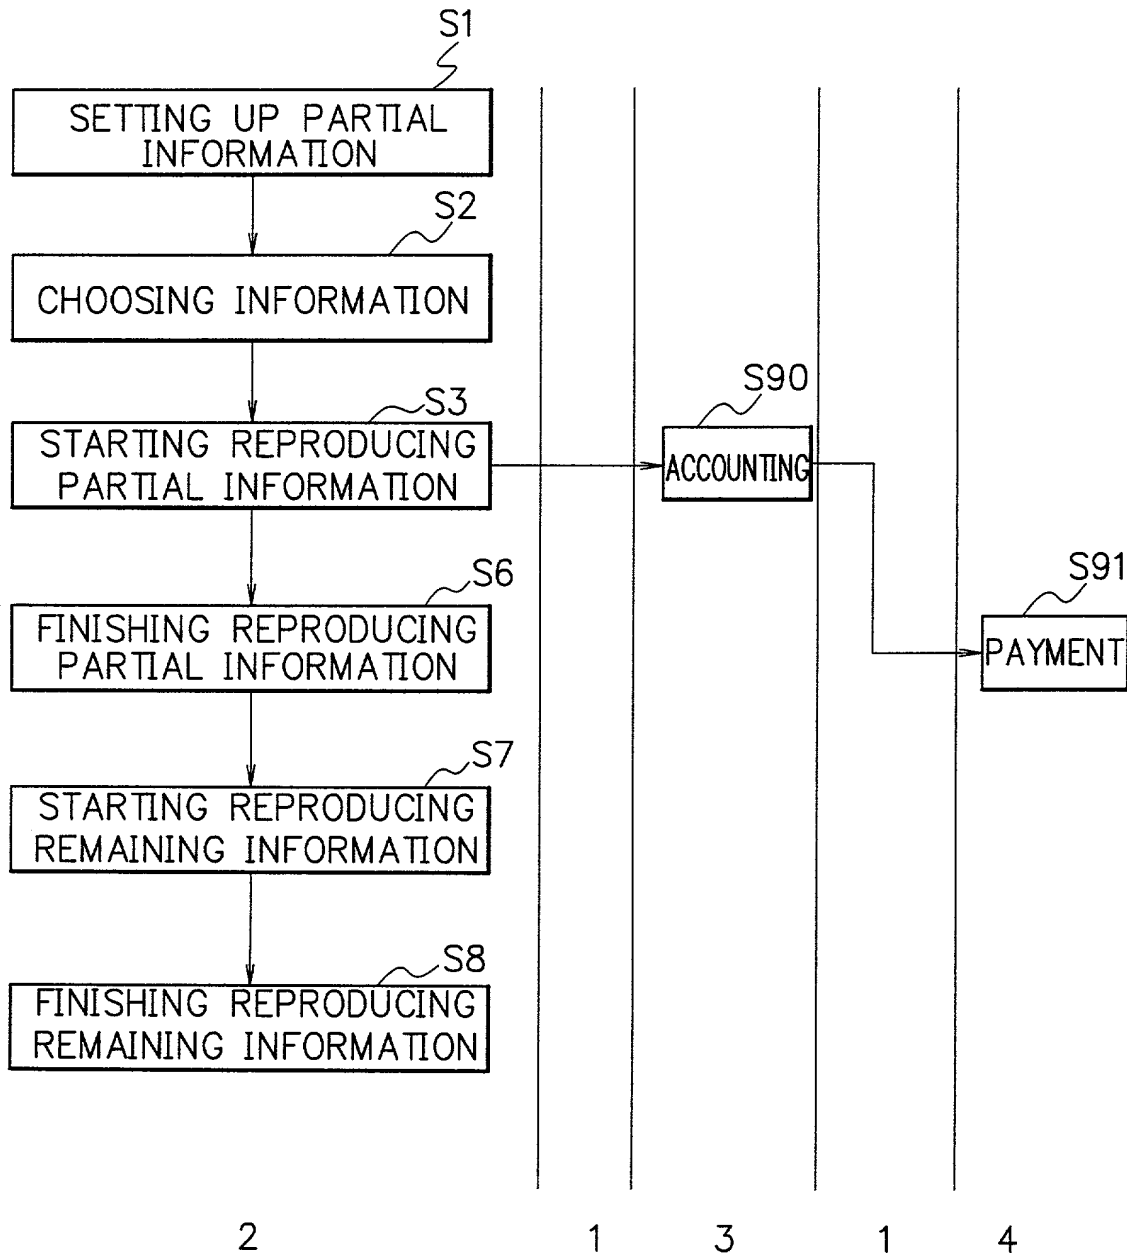 S1
SETTING UP PARTIAL
INFORMATION
S2
CHOOSING INFORMATION
S3
STARTING REPRODUCING
PARTIAL INFORMATION
S90
ACCOUNTING
S6
FINISHING REPRODUCING
PARTIAL INFORMATION
S91
PAYMENT
S7
STARTING REPRODUCING
REMAINING INFORMATION
S8
FINISHING REPRODUCING
REMAINING INFORMATION
2 1 3 1 4